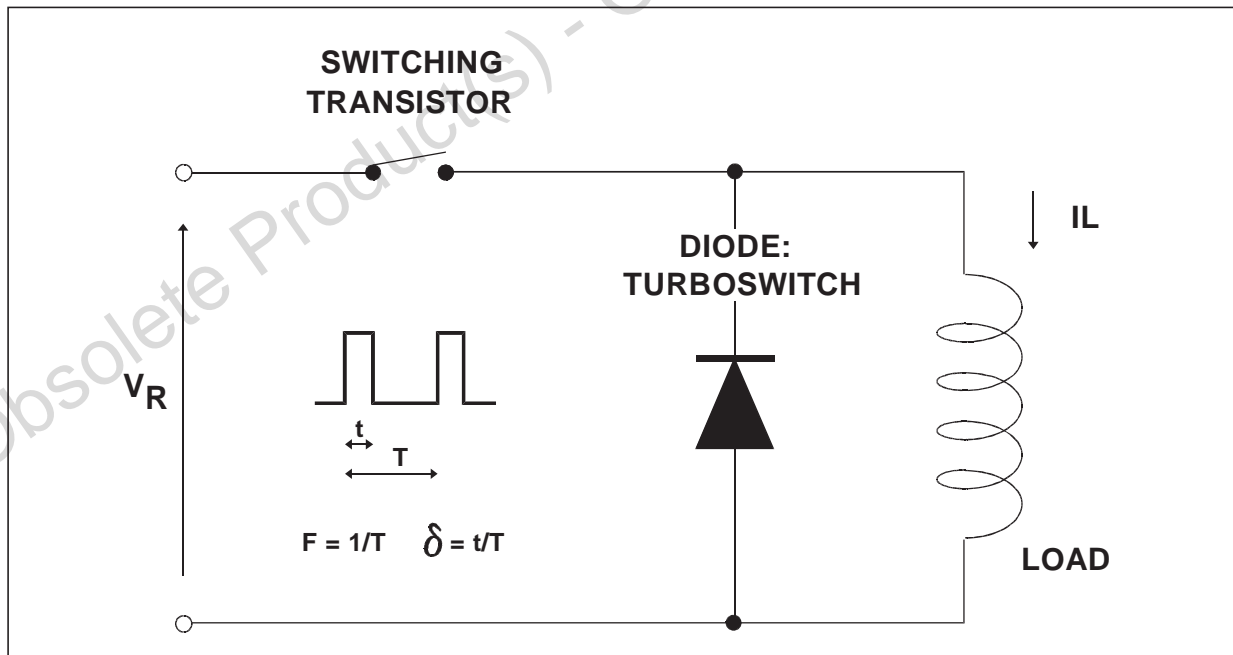 Obsolete Product(s) - O
SWITCHING
TRANSISTOR
IL
DIODE:
TURBOSWITCH
VR
t
T
F = 1/T δ = t/T
LOAD